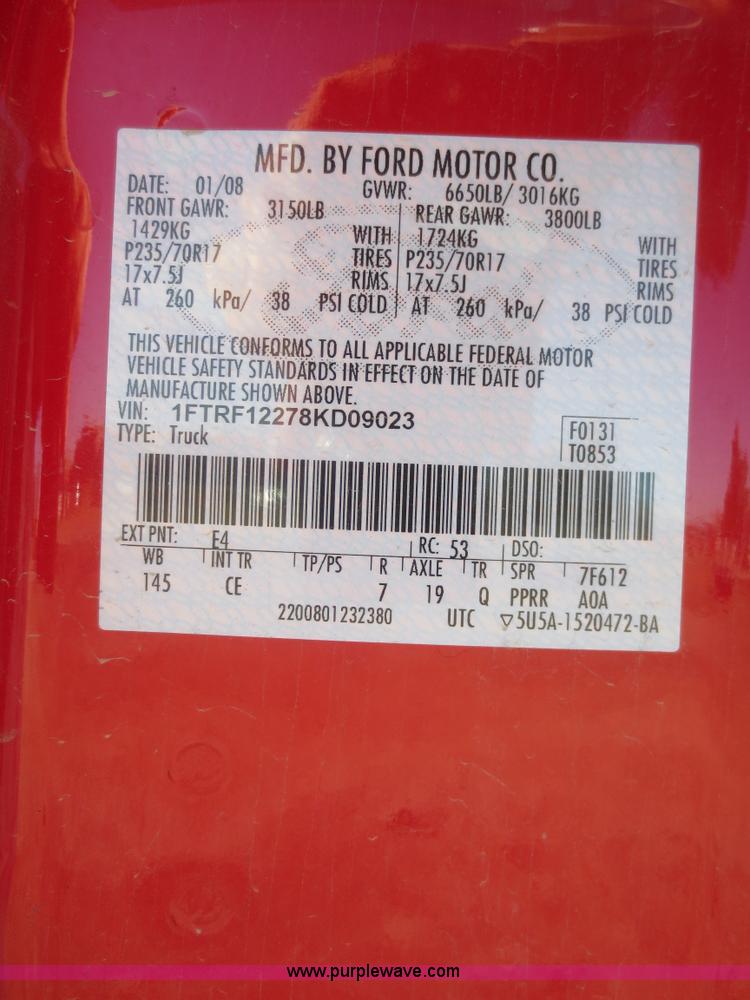 MFD. BY FORD MOTOR CO.
DATE: 01/08 GVWR: 6650LB/ 3016KG
FRONT GAWR: 3150LB REAR GAWR: 3800LB
1429KG WITH 1724KG WITH
P235/70R17 TIRES P235/70R17 TIRES
17x7.5J RIMS 17x7.5J RIMS
AT 260 kPa/ 38 PSI COLD AT 260 kPa/ 38 PSI COLD
THIS VEHICLE CONFORMS TO ALL APPLICABLE FEDERAL MOTOR
VEHICLE SAFETY STANDARDS IN EFFECT ON THE DATE OF
MANUFACTURE SHOWN ABOVE.
VIN: 1FTRF12278KD09023
TYPE: Truck
F0131
T0853
EXT PNT: E4 RC: 53 DSO:
WB INT TR TP/PS R AXLE TR SPR 7F612
145 CE 7 19 Q PPRR AOA
2200801232380 UTC ▽5U5A-1520472-BA
www.purplewave.com